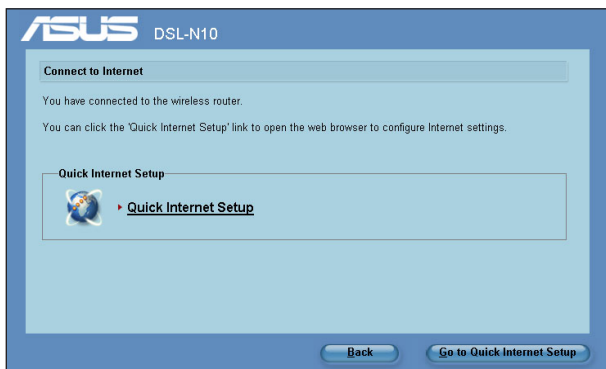 ASUS DSL-N10
Connect to Internet
You have connected to the wireless router.
You can click the 'Quick Internet Setup' link to open the web browser to configure Internet settings.
Quick Internet Setup
Quick Internet Setup
Back Go to Quick Internet Setup